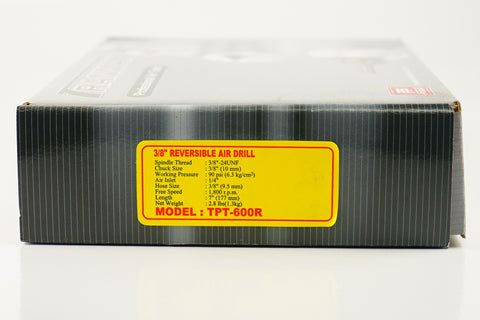 3/8" REVERSIBLE AIR DRILL
Spindle Thread : 3/8"-24UNF
Chuck Size : 3/8" (10 mm)
Working Pressure : 90 psi (6.3 kg/cm²)
Air Inlet : 1/4"
Hose Size : 3/8" (9.5 mm)
Free Speed : 1,800 r.p.m.
Length : 7" (177 mm)
Net Weight : 2.8 lbs(1.3kg)
MODEL : TPT-600R